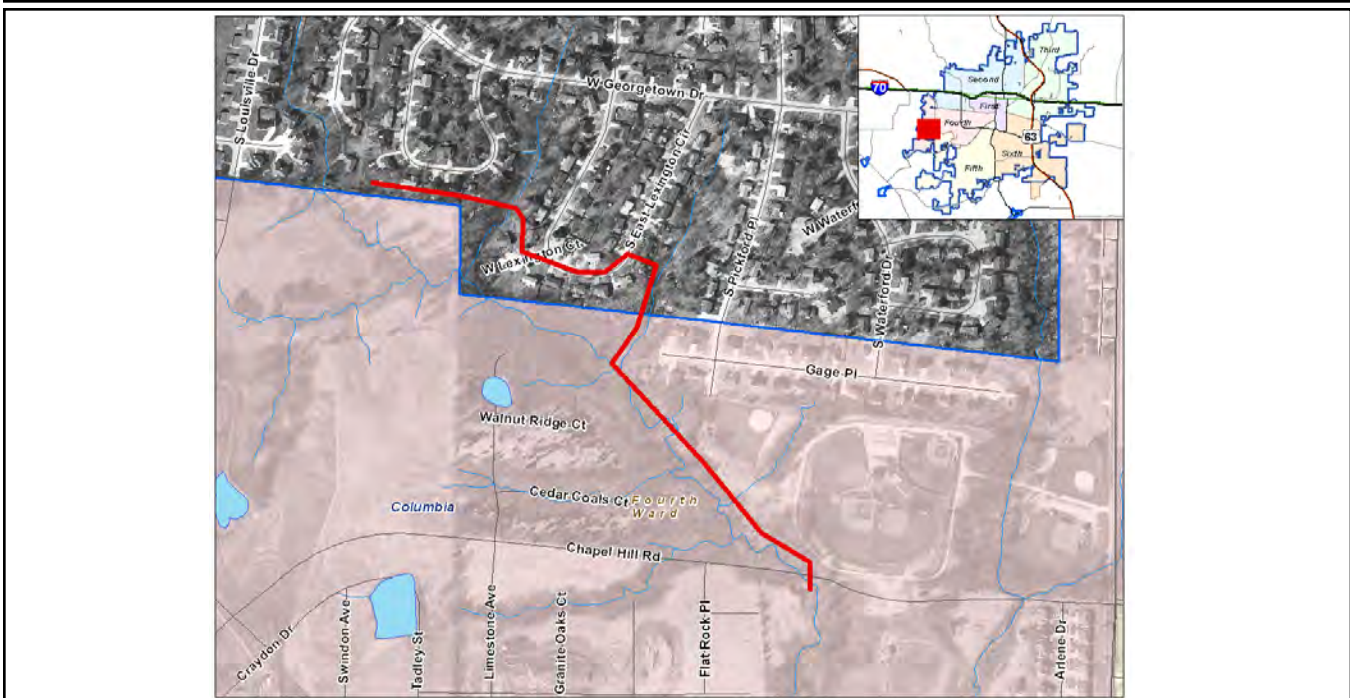 S Louisville Dr
W Georgetown Dr
S East Lexington Cir
W Lexington Ct
S Pickford Pl
S Waterford Dr
Gage Pl
Walnut Ridge Ct
Cedar Coals Ct
Fourth
Ward
Columbia
Chapel Hill Rd
Craydon Dr
Swindon Ave
Tadley St
Limestone Ave
Granite Oaks Ct
Flat Rock Pl
Arlene Dr
Third
Second
70
First
Fourth
63
Sixth
Fifth